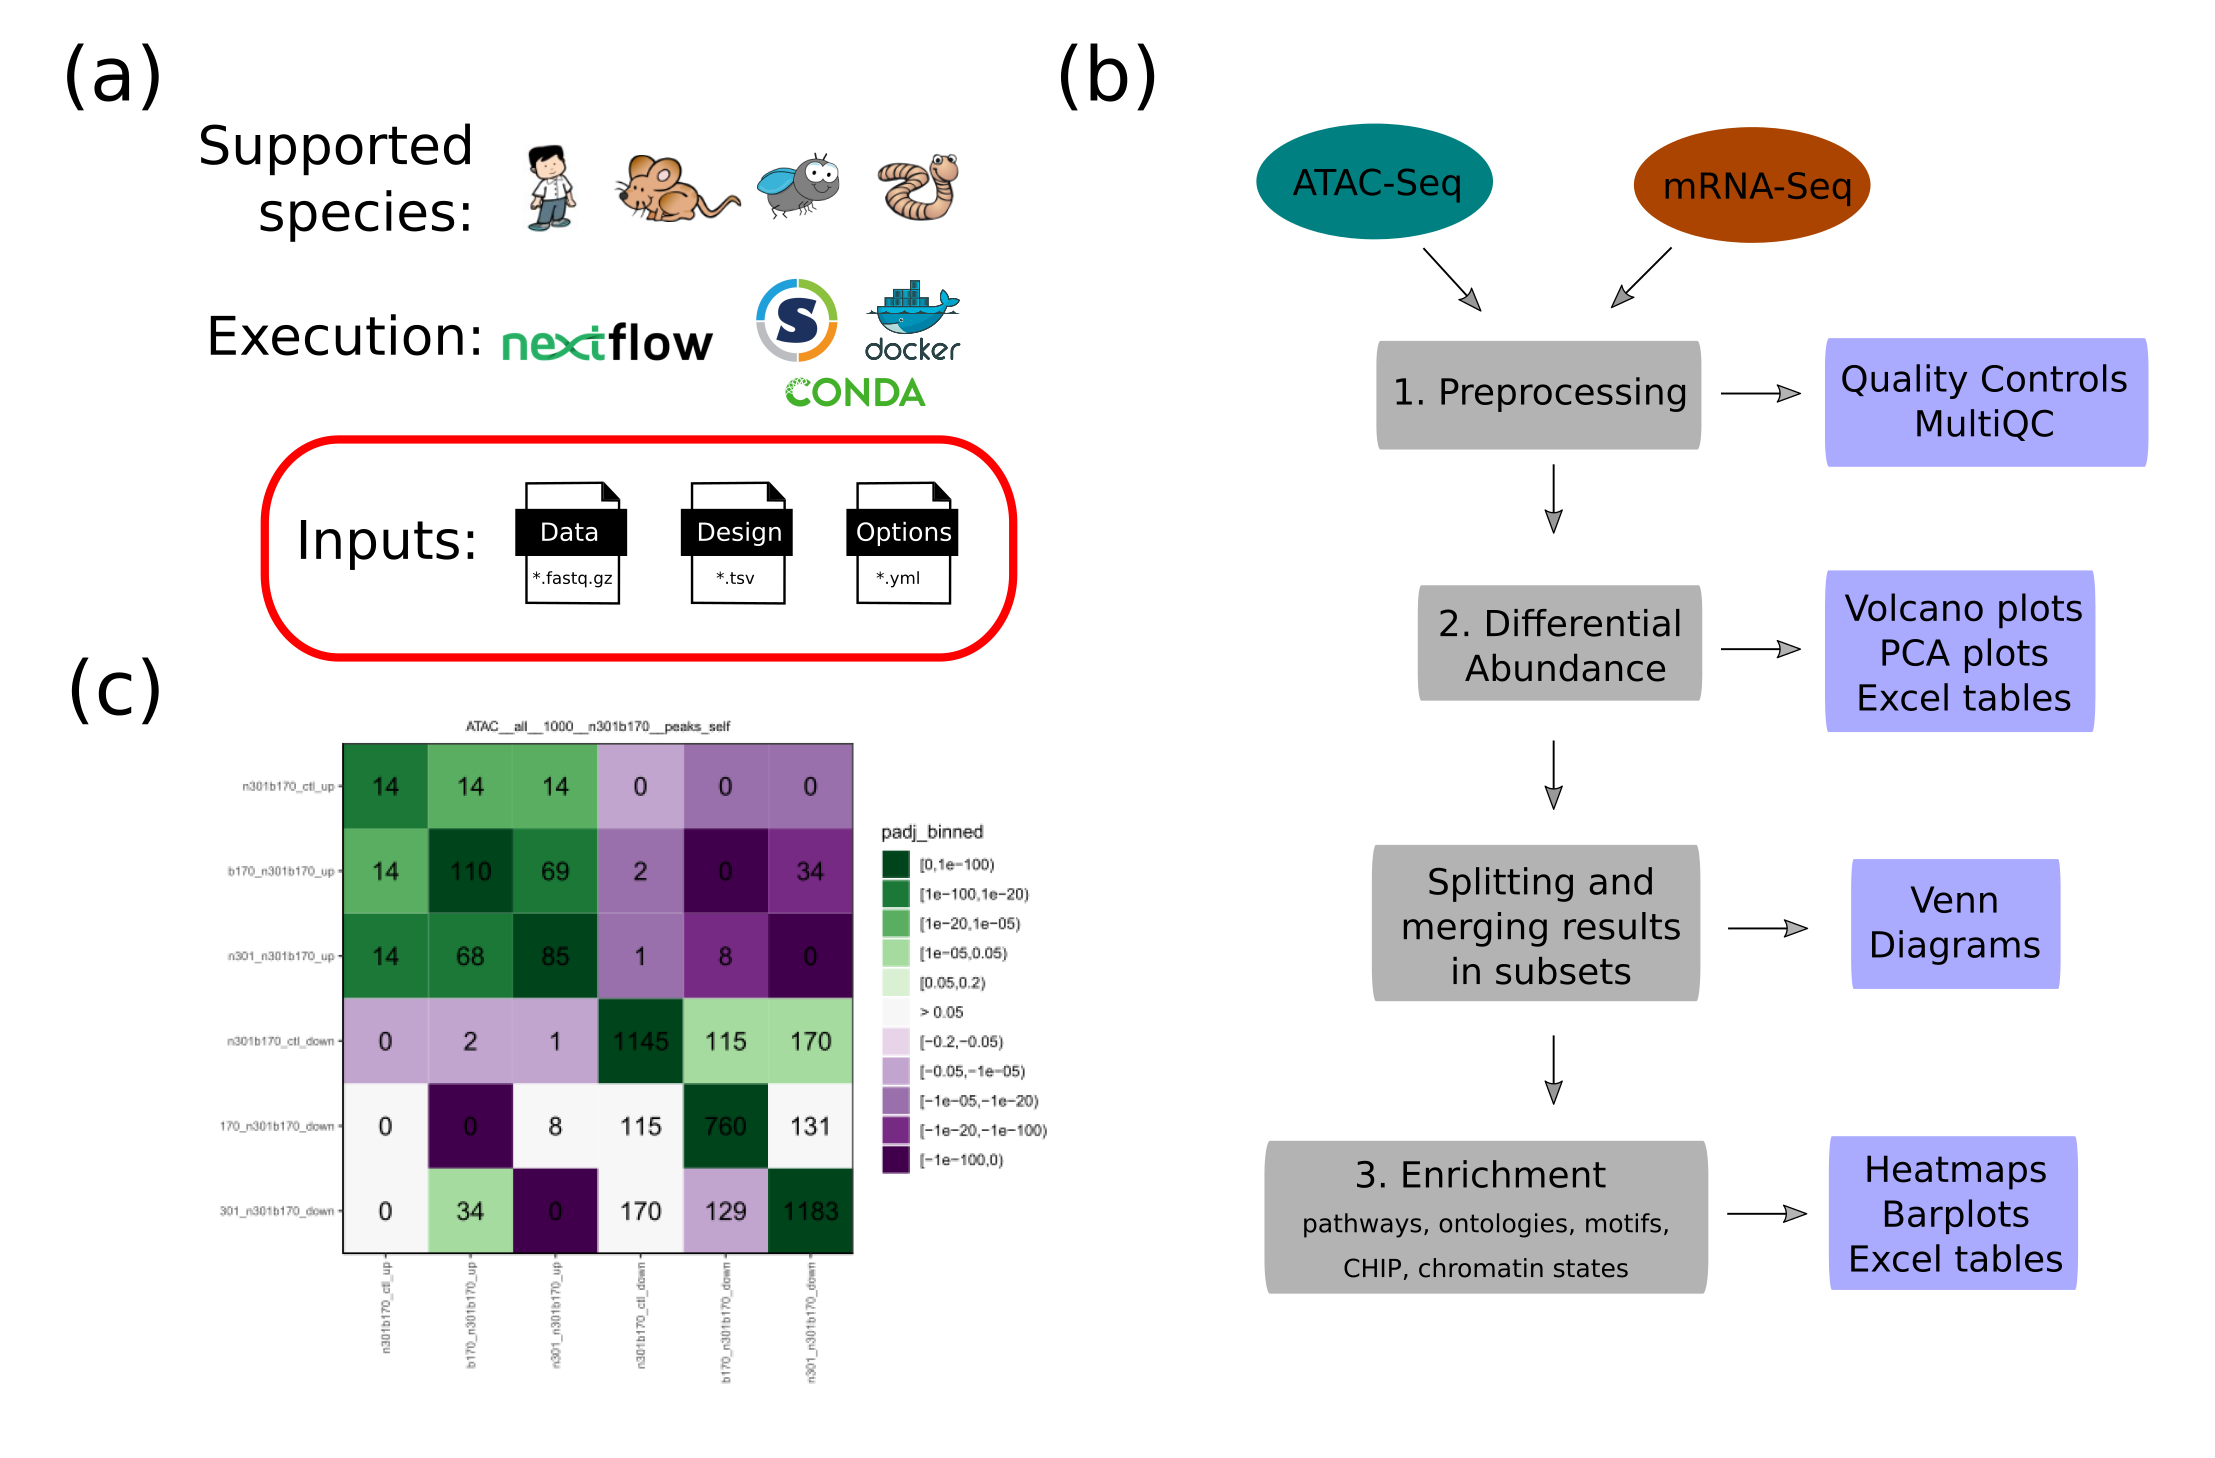 (a)
Supported
species:
Execution:
nextflow
S
docker
CONDA
Inputs:
Data
*.fastq.gz
Design
*.tsv
Options
*.yml
(b)
ATAC-Seq
mRNA-Seq
1. Preprocessing
Quality Controls
MultiQC
2. Differential
Abundance
Volcano plots
PCA plots
Excel tables
Splitting and
merging results
in subsets
Venn
Diagrams
3. Enrichment
pathways, ontologies, motifs,
CHIP, chromatin states
Heatmaps
Barplots
Excel tables
(c)
ATAC__all__1000__n301b170__peaks_self
n301b170_ctl_up 14 14 14 0 0 0
b170_n301b170_up 14 110 69 2 0 34
n301_n301b170_up 14 68 85 1 8 0
n301b170_ctl_down 0 2 1 1145 115 170
170_n301b170_down 0 0 8 115 760 131
301_n301b170_down 0 34 0 170 129 1183
n301b170_ctl_up
b170_n301b170_up
n301_n301b170_up
n301b170_ctl_down
b170_n301b170_down
n301_n301b170_down
padj_binned
[0,1e−100)
[1e−100,1e−20)
[1e−20,1e−05)
[1e−05,0.05)
[0.05,0.2)
> 0.05
[−0.2,−0.05)
[−0.05,−1e−05)
[−1e−05,−1e−20)
[−1e−20,−1e−100)
[−1e−100,0)